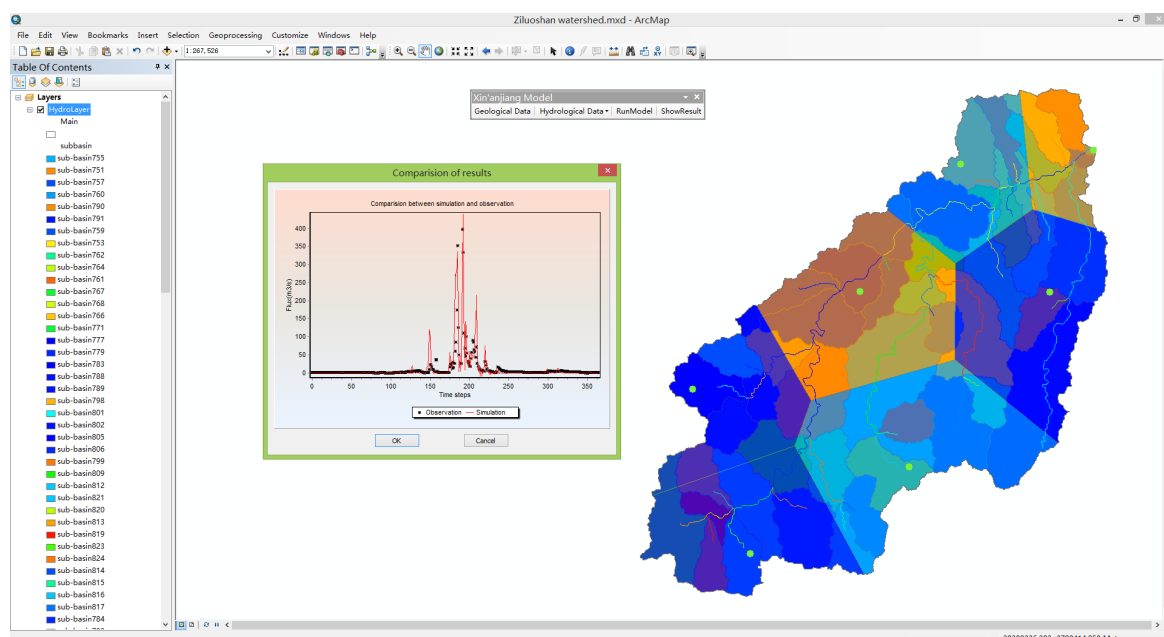 Ziluoshan watershed.mxd - ArcMap
File Edit View Bookmarks Insert Selection Geoprocessing Customize Windows Help
1:267,526
Table Of Contents
Layers
HydroLayer
Main
subbasin
sub-basin755
sub-basin751
sub-basin757
sub-basin760
sub-basin790
sub-basin791
sub-basin759
sub-basin753
sub-basin762
sub-basin764
sub-basin761
sub-basin767
sub-basin768
sub-basin766
sub-basin771
sub-basin777
sub-basin779
sub-basin783
sub-basin788
sub-basin789
sub-basin798
sub-basin801
sub-basin802
sub-basin805
sub-basin806
sub-basin799
sub-basin809
sub-basin812
sub-basin821
sub-basin820
sub-basin813
sub-basin819
sub-basin823
sub-basin824
sub-basin814
sub-basin815
sub-basin816
sub-basin817
sub-basin784
Xin'anjiang Model
Geological Data Hydrological Data RunModel ShowResult
Comparision of results
Comparision between simulation and observation
Flux(m3/s)
400
350
300
250
200
150
100
50
0
0 50 100 150 200 250 300 350
Time steps
Observation Simulation
OK Cancel